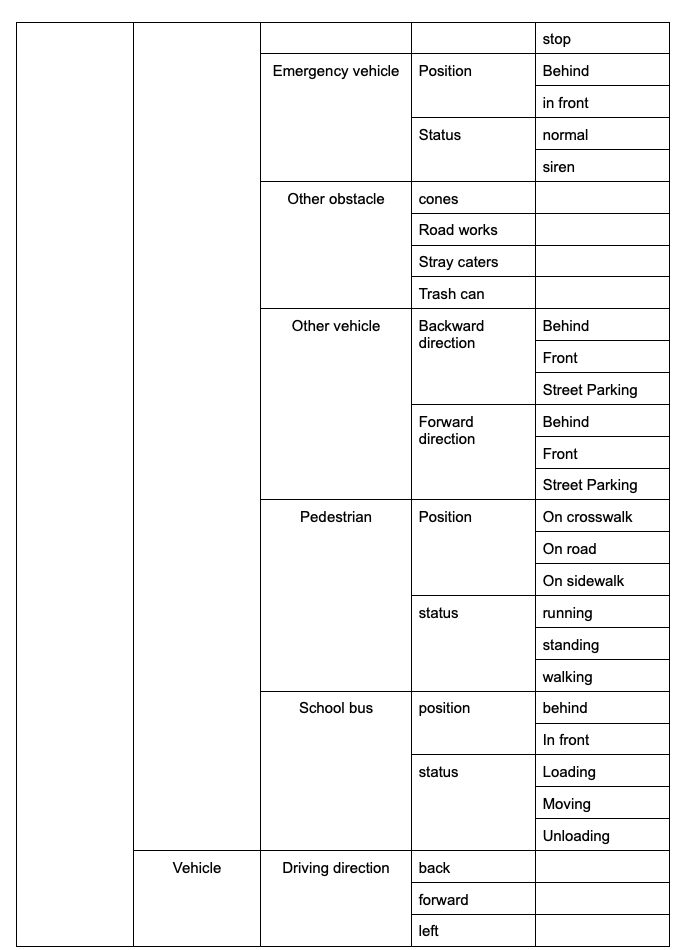 stop
Emergency vehicle Position Behind
in front
Status normal
siren
Other obstacle cones
Road works
Stray caters
Trash can
Other vehicle Backward direction Behind
Front
Street Parking
Forward direction Behind
Front
Street Parking
Pedestrian Position On crosswalk
On road
On sidewalk
status running
standing
walking
School bus position behind
In front
status Loading
Moving
Unloading
Vehicle Driving direction back
forward
left